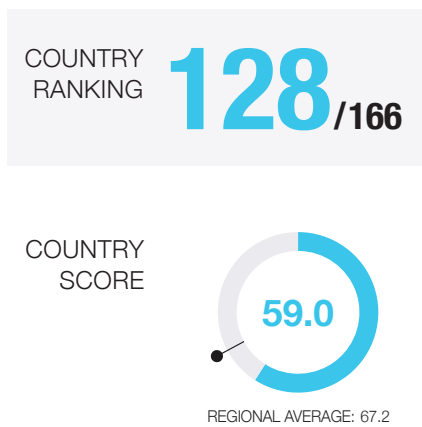 COUNTRY
RANKING
128/166
COUNTRY
SCORE
59.0
REGIONAL AVERAGE: 67.2